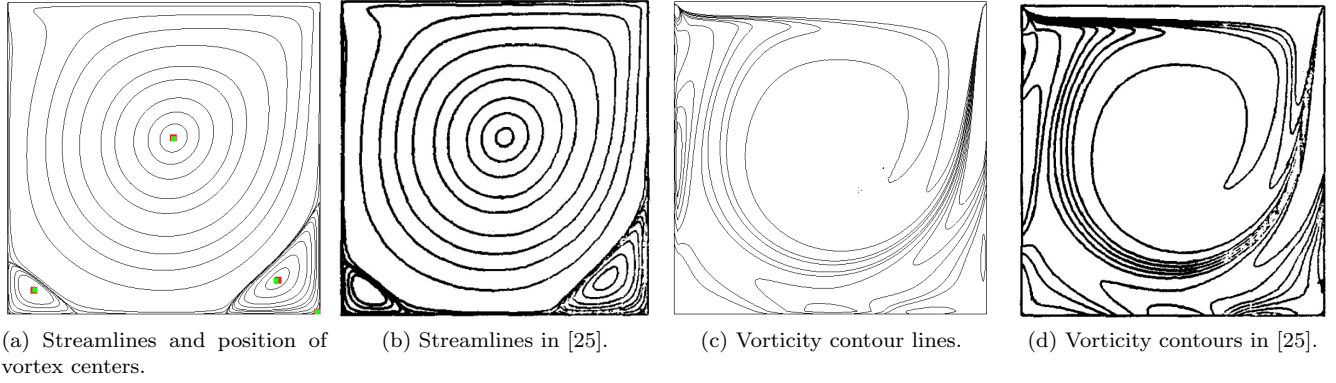 (a) Streamlines and position of
vortex centers.
(b) Streamlines in [25].
(c) Vorticity contour lines.
(d) Vorticity contours in [25].